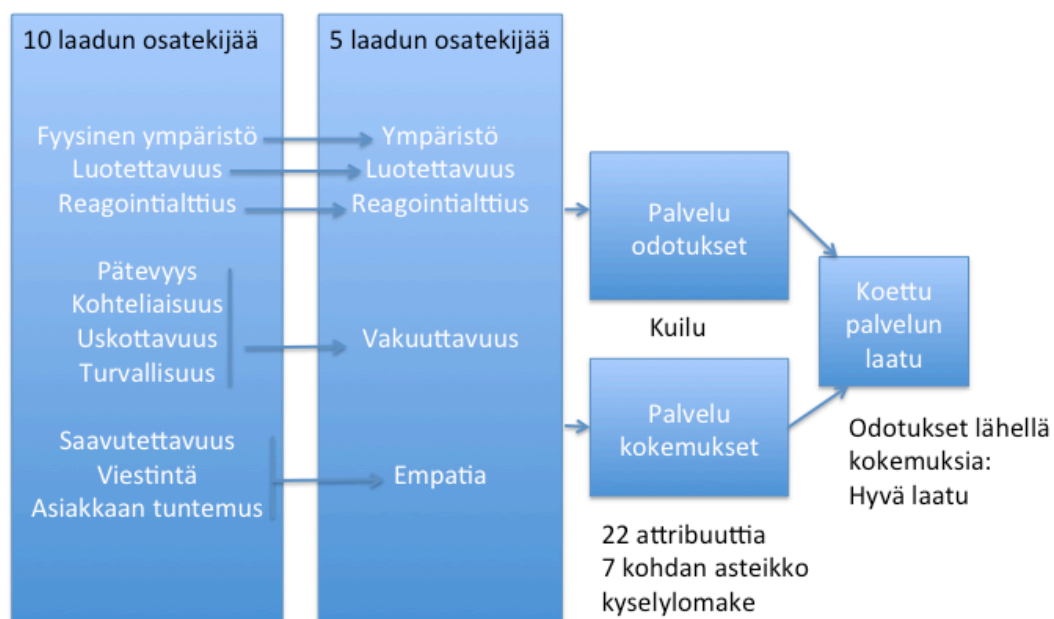 10 laadun osatekijää
Fyysinen ympäristö
Luotettavuus
Reagointialttius
Pätevyys
Kohteliaisuus
Uskottavuus
Turvallisuus
Saavutettavuus
Viestintä
Asiakkaan tuntemus
5 laadun osatekijää
Ympäristö
Luotettavuus
Reagointialttius
Vakuuttavuus
Empatia
Palvelu
odotukset
Kuilu
Palvelu
kokemukset
22 attribuuttia
7 kohdan asteikko
kyselylomake
Koettu
palvelun
laatu
Odotukset lähellä
kokemuksia:
Hyvä laatu